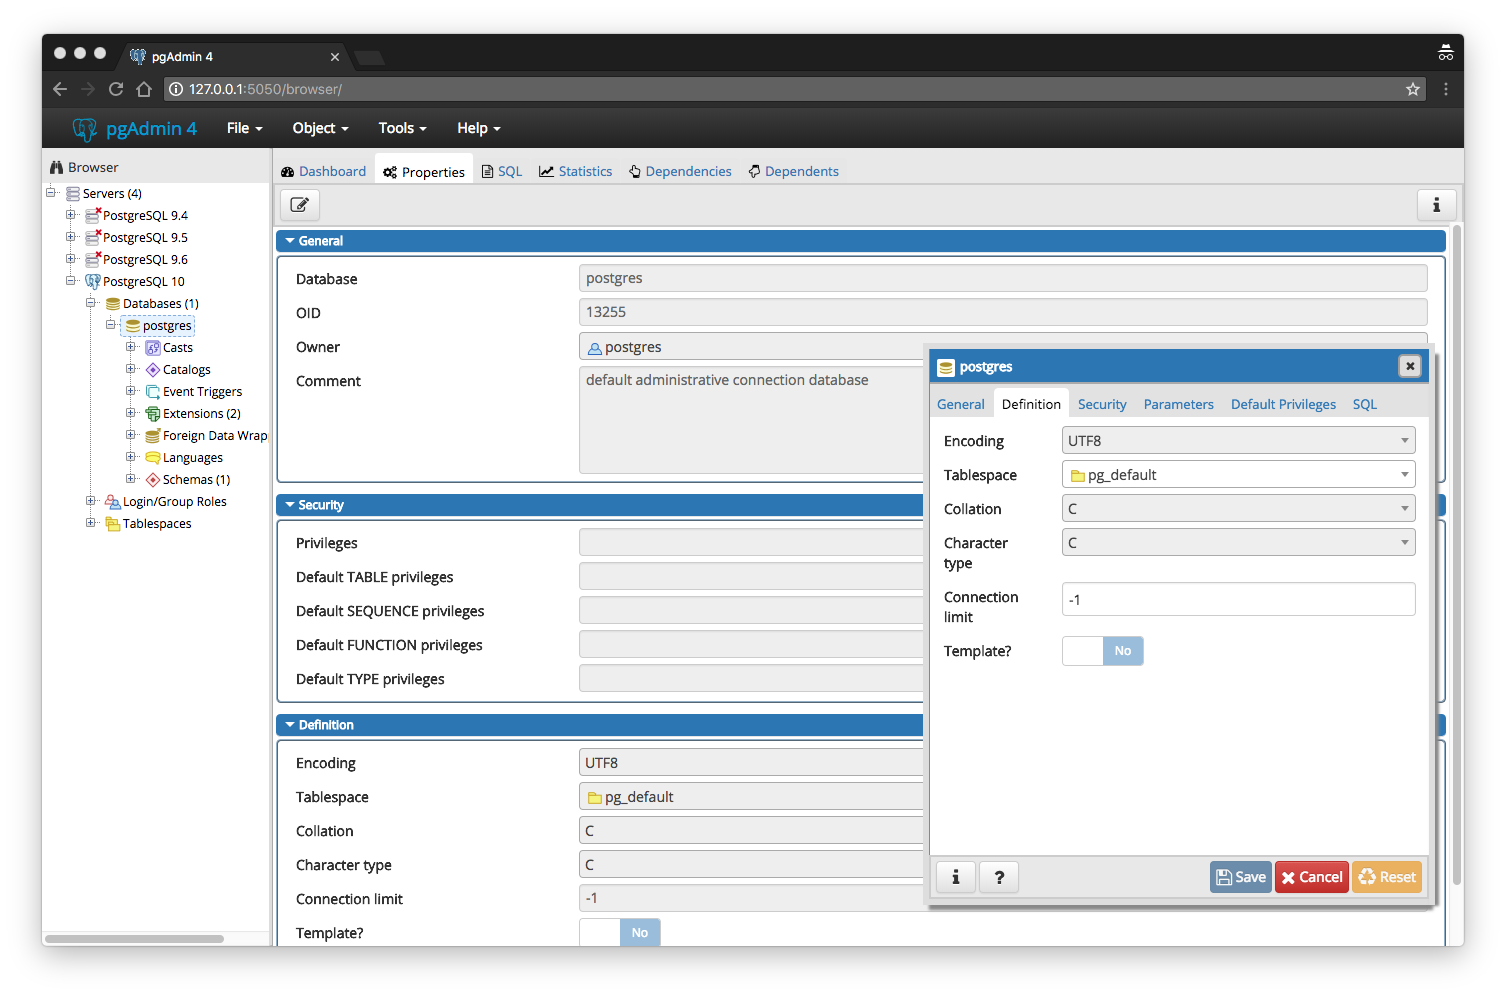 pgAdmin 4
127.0.0.1:5050/browser/
pgAdmin 4 File Object Tools Help
Browser
Servers (4)
PostgreSQL 9.4
PostgreSQL 9.5
PostgreSQL 9.6
PostgreSQL 10
Databases (1)
postgres
Casts
Catalogs
Event Triggers
Extensions (2)
Foreign Data Wrapp
Languages
Schemas (1)
Login/Group Roles
Tablespaces
Dashboard Properties SQL Statistics Dependencies Dependents
General
Database postgres
OID 13255
Owner postgres
Comment default administrative connection database
Security
Privileges
Default TABLE privileges
Default SEQUENCE privileges
Default FUNCTION privileges
Default TYPE privileges
Definition
Encoding UTF8
Tablespace pg_default
Collation C
Character type C
Connection limit -1
Template? No
postgres
General Definition Security Parameters Default Privileges SQL
Encoding UTF8
Tablespace pg_default
Collation C
Character C
type
Connection -1
limit
Template? No
i ? Save Cancel Reset